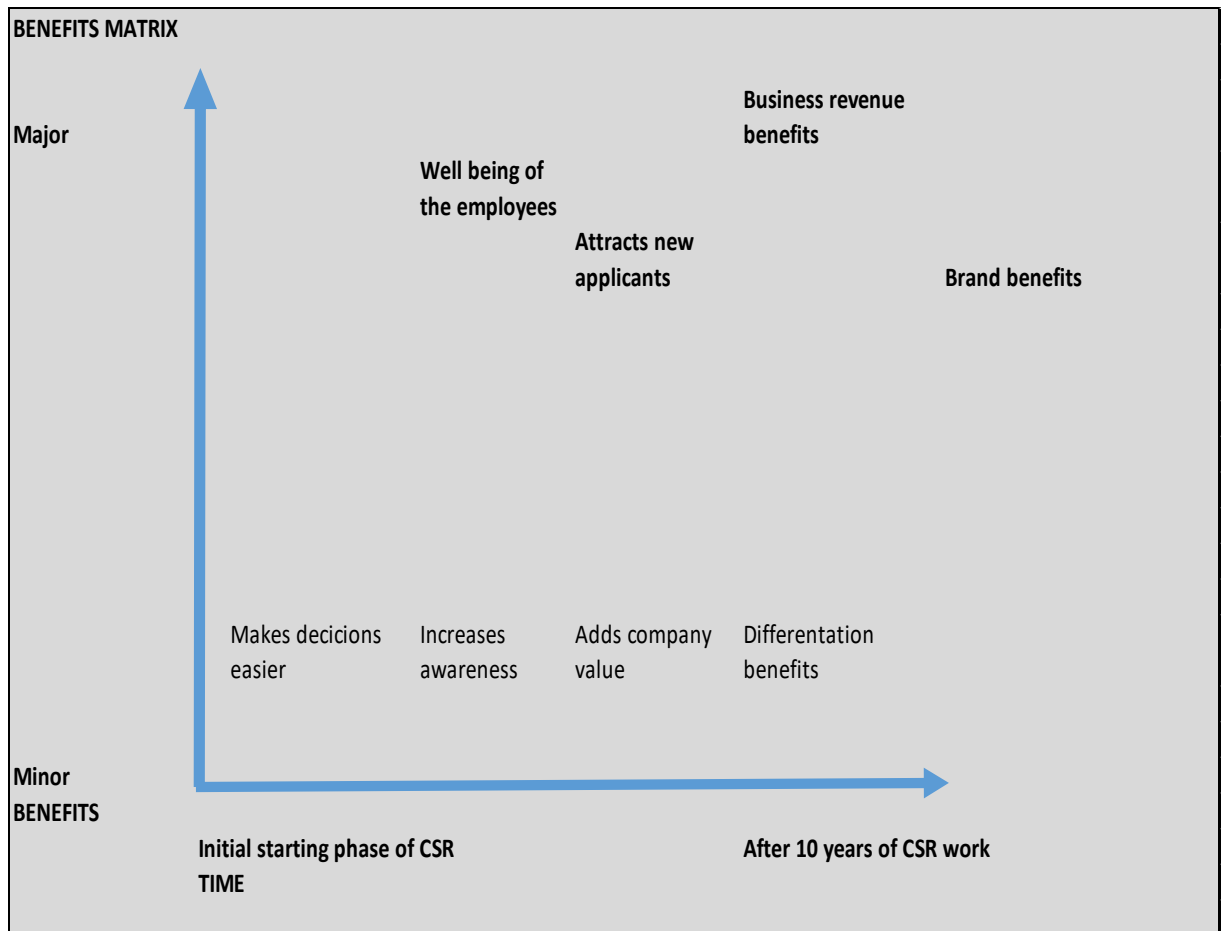 BENEFITS MATRIX
Business revenue
benefits
Major
Well being of
the employees
Attracts new
applicants
Brand benefits
Makes decicions
easier
Increases
awareness
Adds company
value
Differentation
benefits
Minor
BENEFITS
Initial starting phase of CSR
TIME
After 10 years of CSR work